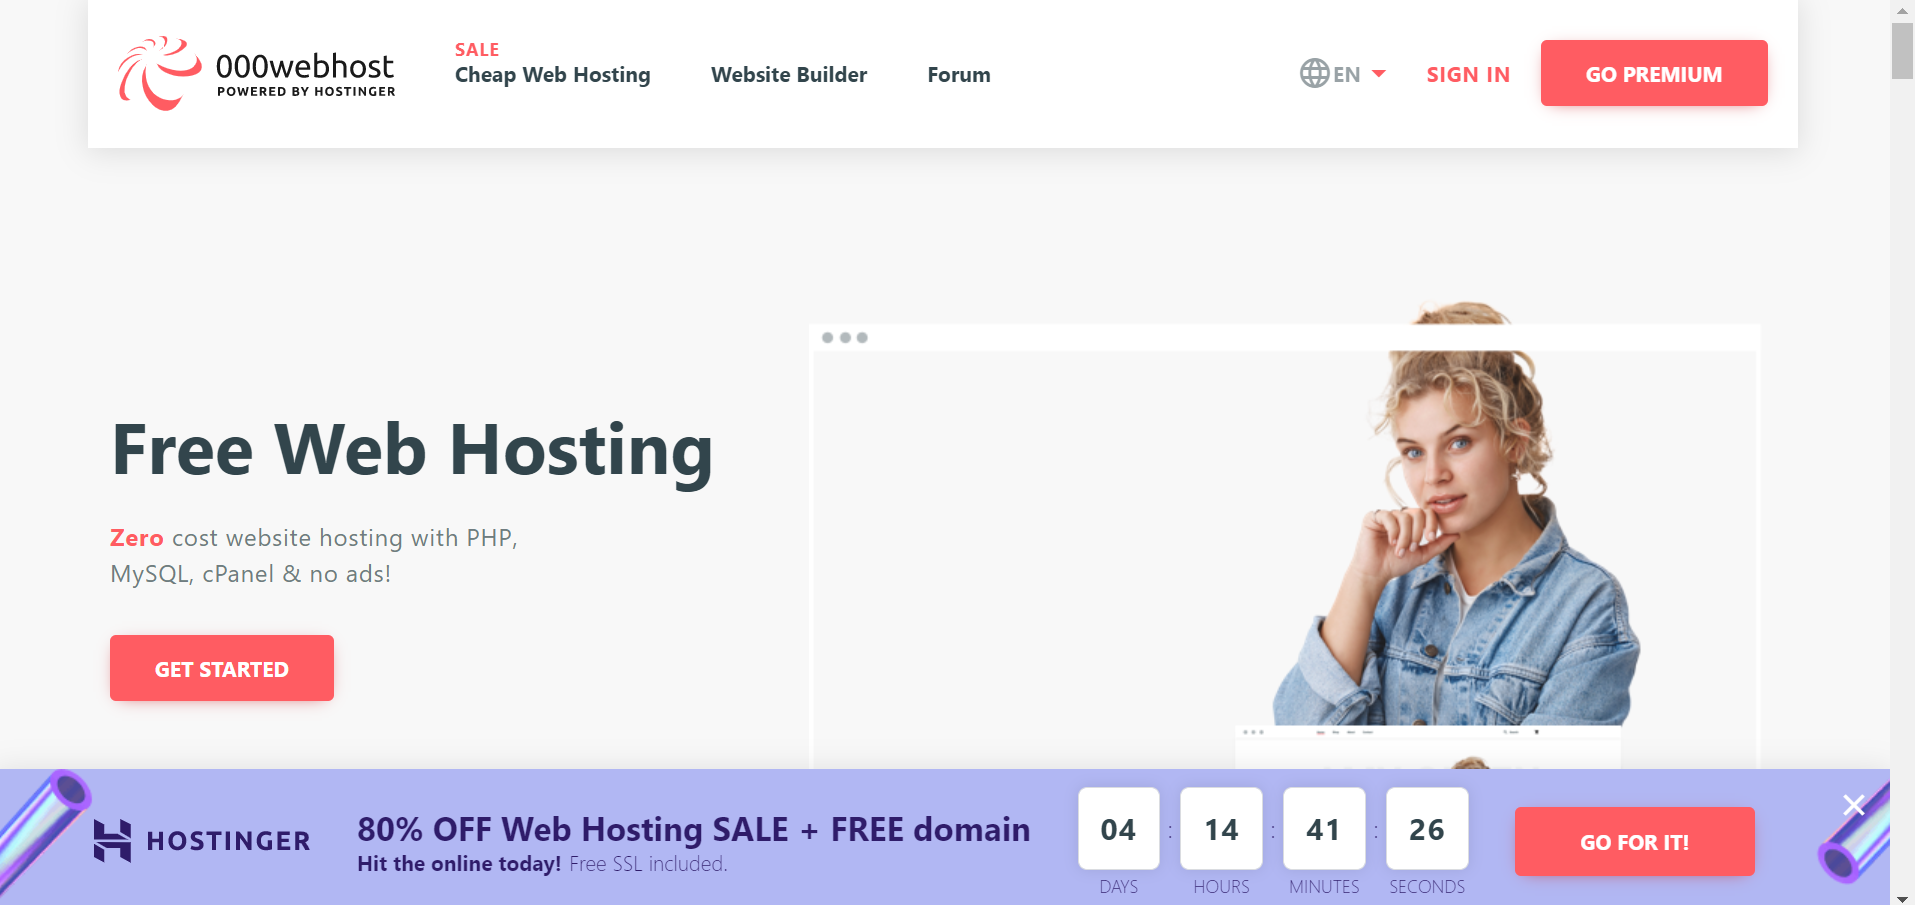 000webhost
POWERED BY HOSTINGER
SALE
Cheap Web Hosting
Website Builder
Forum
EN
SIGN IN
GO PREMIUM
Free Web Hosting
Zero cost website hosting with PHP,
MySQL, cPanel & no ads!
GET STARTED
HOSTINGER
80% OFF Web Hosting SALE + FREE domain
Hit the online today! Free SSL included.
04 : 14 : 41 : 26
DAYS HOURS MINUTES SECONDS
GO FOR IT!